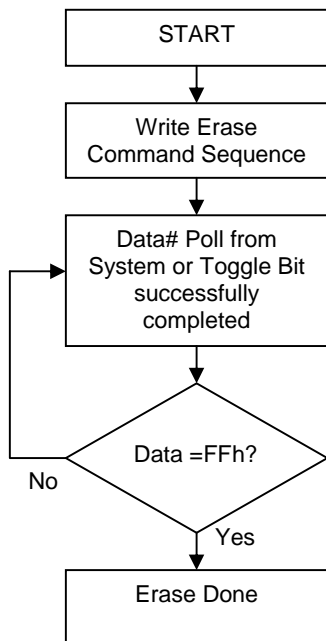 START
Write Erase
Command Sequence
Data# Poll from
System or Toggle Bit
successfully
completed
Data =FFh?
No
Yes
Erase Done